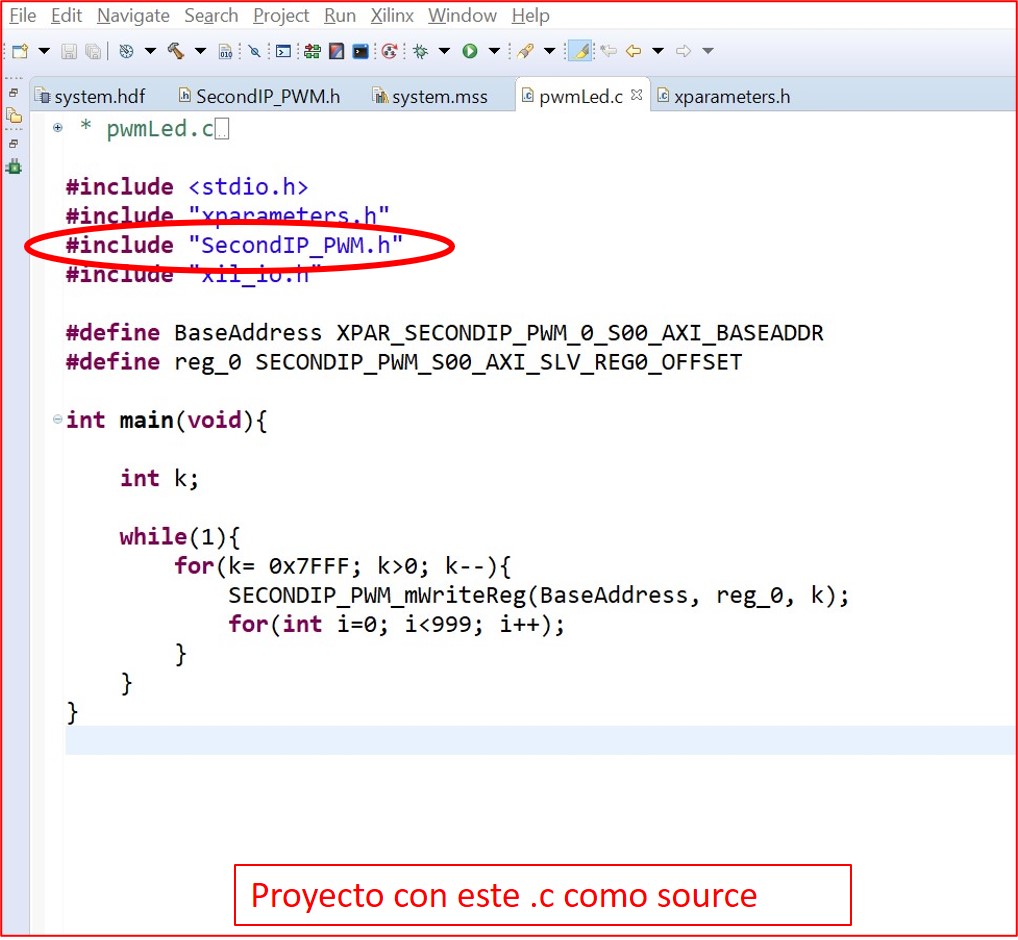 File Edit Navigate Search Project Run Xilinx Window Help
system.hdf SecondIP_PWM.h system.mss pwmLed.c xparameters.h
* pwmLed.c
#include <stdio.h>
#include "xparameters.h"
#include "SecondIP_PWM.h"
#include "xil_io.h"
#define BaseAddress XPAR_SECONDIP_PWM_0_S00_AXI_BASEADDR
#define reg_0 SECONDIP_PWM_S00_AXI_SLV_REG0_OFFSET
int main(void){
int k;
while(1){
for(k= 0x7FFF; k>0; k--){
SECONDIP_PWM_mWriteReg(BaseAddress, reg_0, k);
for(int i=0; i<999; i++);
}
}
}
Proyecto con este .c como source